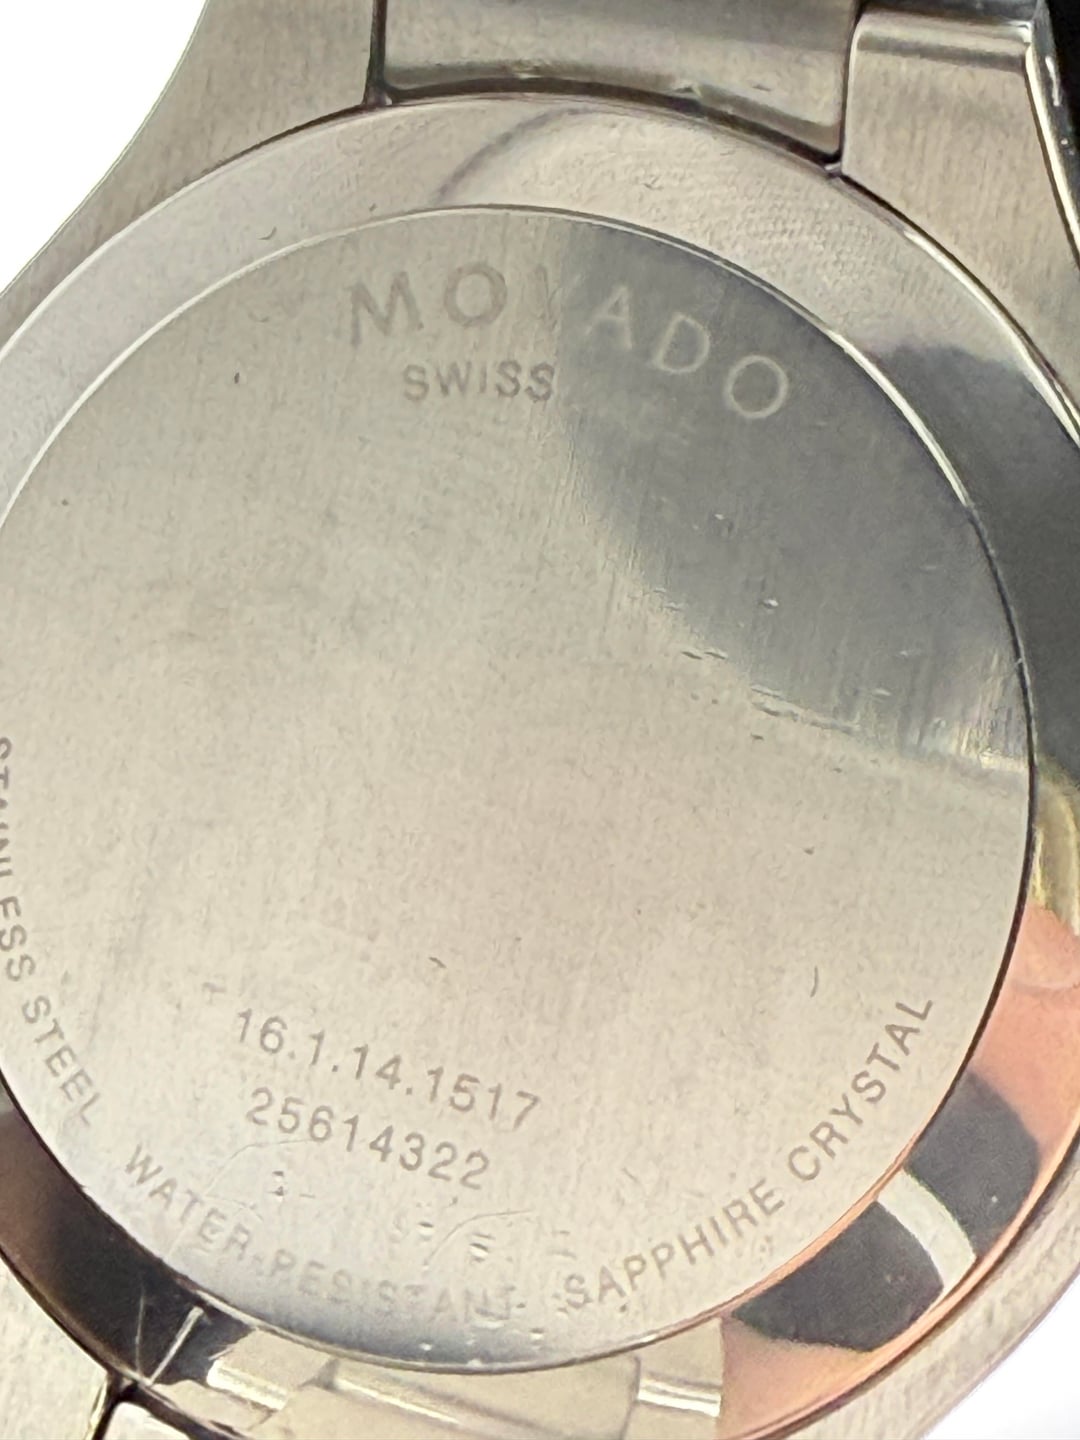 MOVADO
SWISS
16.1.14.1517
25614322
STAINLESS STEEL WATER RESISTANT SAPPHIRE CRYSTAL